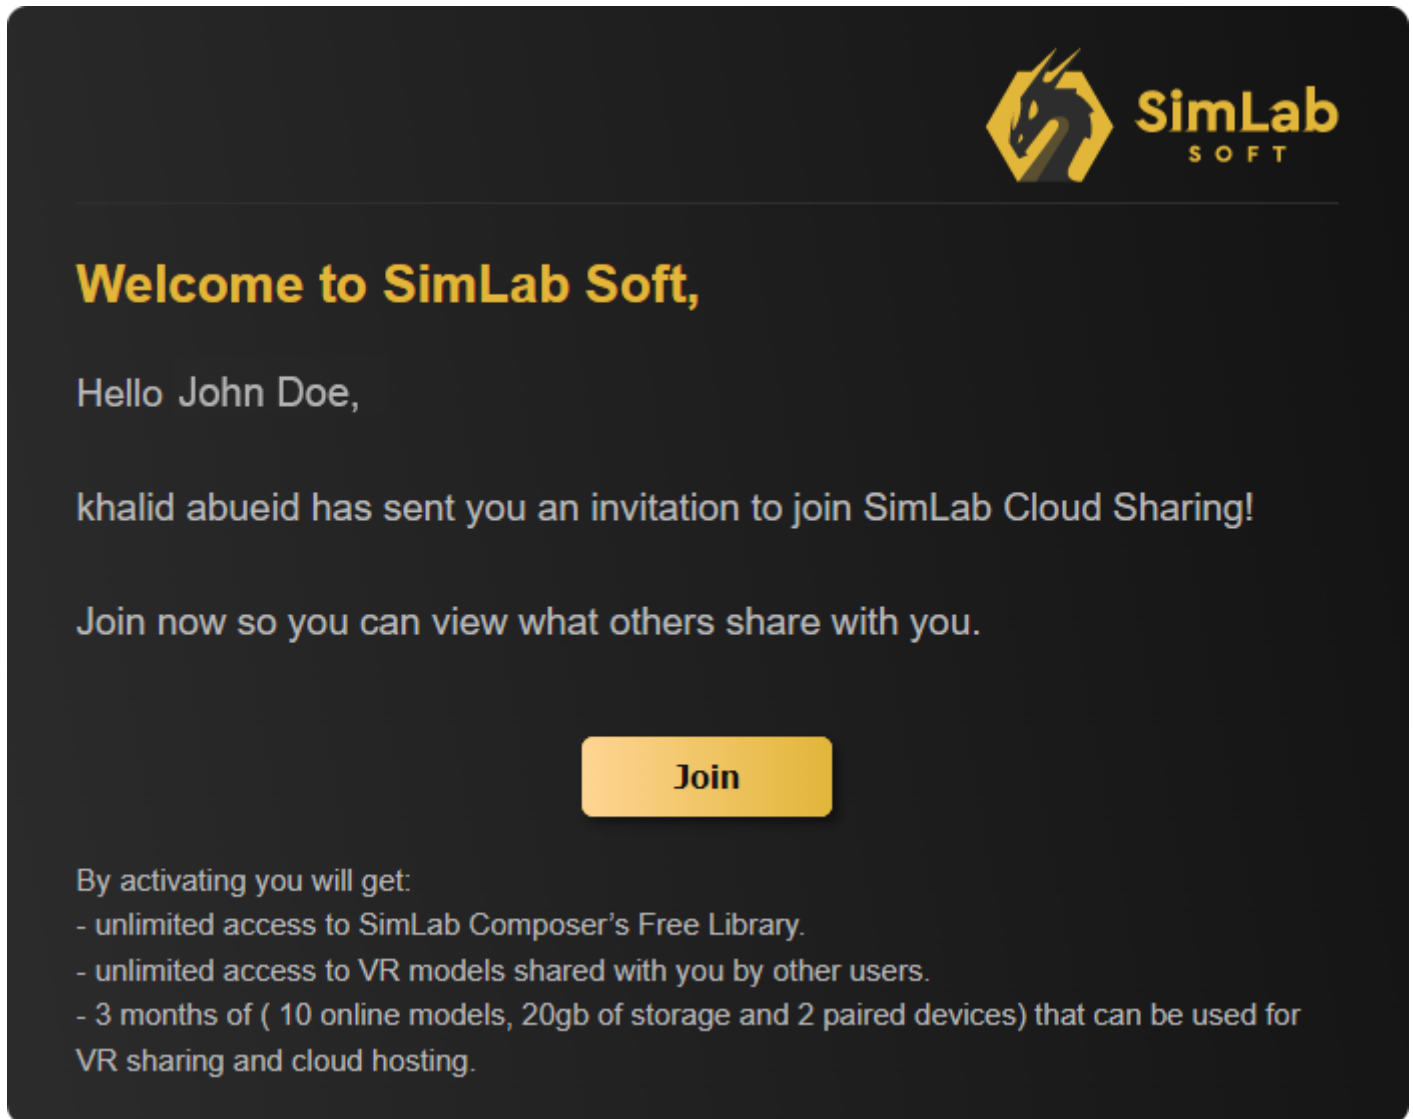 SimLab
SOFT
Welcome to SimLab Soft,
Hello John Doe,
khalid abueid has sent you an invitation to join SimLab Cloud Sharing!
Join now so you can view what others share with you.
Join
By activating you will get:
- unlimited access to SimLab Composer’s Free Library.
- unlimited access to VR models shared with you by other users.
- 3 months of ( 10 online models, 20gb of storage and 2 paired devices) that can be used for
VR sharing and cloud hosting.